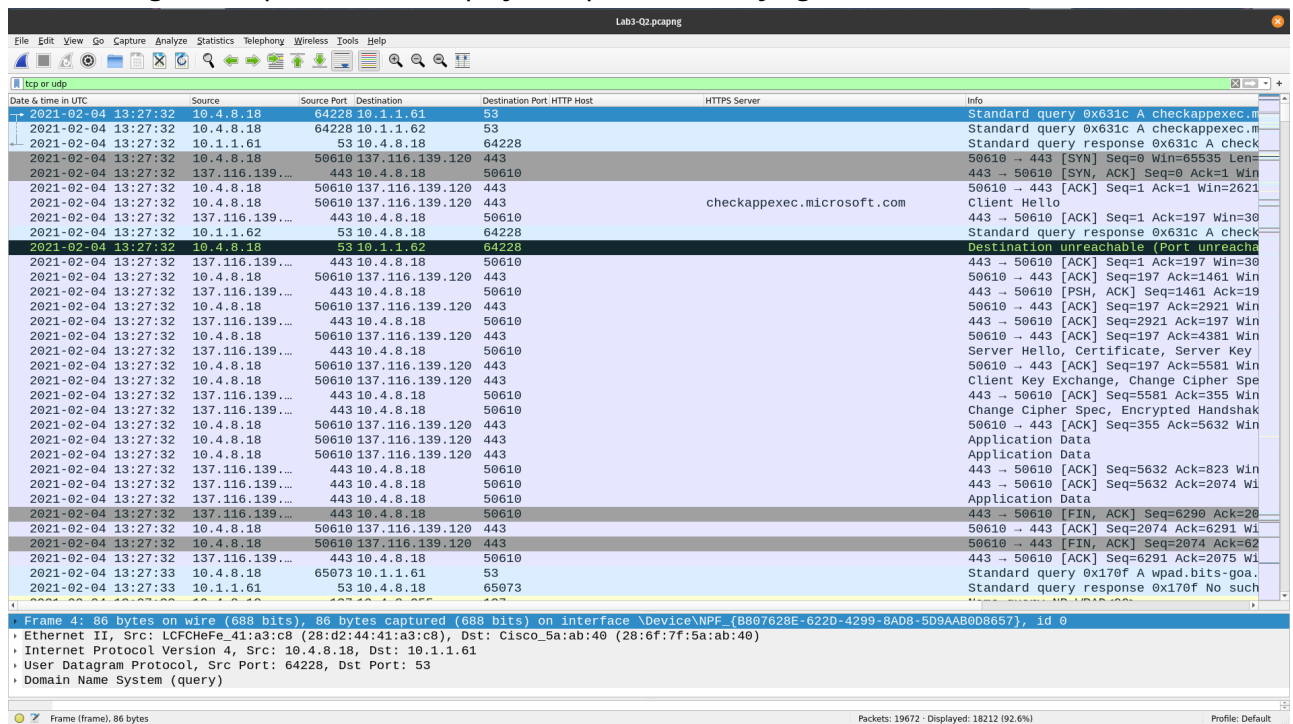 Lab3-Q2.pcapng
File Edit View Go Capture Analyze Statistics Telephony Wireless Tools Help
tcp or udp
Date & time in UTC Source Source Port Destination Destination Port HTTP Host HTTPS Server Info
2021-02-04 13:27:32 10.4.8.18 64228 10.1.1.61 53 Standard query 0x631c A checkappexec.m
2021-02-04 13:27:32 10.4.8.18 64228 10.1.1.62 53 Standard query 0x631c A checkappexec.m
2021-02-04 13:27:32 10.1.1.61 53 10.4.8.18 64228 Standard query response 0x631c A check
2021-02-04 13:27:32 10.4.8.18 50610 137.116.139.120 443 50610 → 443 [SYN] Seq=0 Win=65535 Len=
2021-02-04 13:27:32 137.116.139.… 443 10.4.8.18 50610 443 → 50610 [SYN, ACK] Seq=0 Ack=1 Win
2021-02-04 13:27:32 10.4.8.18 50610 137.116.139.120 443 50610 → 443 [ACK] Seq=1 Ack=1 Win=2621
2021-02-04 13:27:32 10.4.8.18 50610 137.116.139.120 443 checkappexec.microsoft.com Client Hello
2021-02-04 13:27:32 137.116.139.… 443 10.4.8.18 50610 443 → 50610 [ACK] Seq=1 Ack=197 Win=30
2021-02-04 13:27:32 10.1.1.62 53 10.4.8.18 64228 Standard query response 0x631c A check
2021-02-04 13:27:32 10.4.8.18 53 10.1.1.62 64228 Destination unreachable (Port unreacha
2021-02-04 13:27:32 137.116.139.… 443 10.4.8.18 50610 443 → 50610 [ACK] Seq=1 Ack=197 Win=30
2021-02-04 13:27:32 10.4.8.18 50610 137.116.139.120 443 50610 → 443 [ACK] Seq=197 Ack=1461 Win
2021-02-04 13:27:32 137.116.139.… 443 10.4.8.18 50610 443 → 50610 [PSH, ACK] Seq=1461 Ack=19
2021-02-04 13:27:32 10.4.8.18 50610 137.116.139.120 443 50610 → 443 [ACK] Seq=197 Ack=2921 Win
2021-02-04 13:27:32 137.116.139.… 443 10.4.8.18 50610 443 → 50610 [ACK] Seq=2921 Ack=197 Win
2021-02-04 13:27:32 10.4.8.18 50610 137.116.139.120 443 50610 → 443 [ACK] Seq=197 Ack=4381 Win
2021-02-04 13:27:32 137.116.139.… 443 10.4.8.18 50610 Server Hello, Certificate, Server Key
2021-02-04 13:27:32 10.4.8.18 50610 137.116.139.120 443 50610 → 443 [ACK] Seq=197 Ack=5581 Win
2021-02-04 13:27:32 10.4.8.18 50610 137.116.139.120 443 Client Key Exchange, Change Cipher Spe
2021-02-04 13:27:32 137.116.139.… 443 10.4.8.18 50610 443 → 50610 [ACK] Seq=5581 Ack=355 Win
2021-02-04 13:27:32 137.116.139.… 443 10.4.8.18 50610 Change Cipher Spec, Encrypted Handshak
2021-02-04 13:27:32 10.4.8.18 50610 137.116.139.120 443 50610 → 443 [ACK] Seq=355 Ack=5632 Win
2021-02-04 13:27:32 10.4.8.18 50610 137.116.139.120 443 Application Data
2021-02-04 13:27:32 10.4.8.18 50610 137.116.139.120 443 Application Data
2021-02-04 13:27:32 137.116.139.… 443 10.4.8.18 50610 443 → 50610 [ACK] Seq=5632 Ack=823 Win
2021-02-04 13:27:32 137.116.139.… 443 10.4.8.18 50610 443 → 50610 [ACK] Seq=5632 Ack=2074 Wi
2021-02-04 13:27:32 137.116.139.… 443 10.4.8.18 50610 Application Data
2021-02-04 13:27:32 137.116.139.… 443 10.4.8.18 50610 443 → 50610 [FIN, ACK] Seq=6290 Ack=20
2021-02-04 13:27:32 10.4.8.18 50610 137.116.139.120 443 50610 → 443 [ACK] Seq=2074 Ack=6291 Wi
2021-02-04 13:27:32 10.4.8.18 50610 137.116.139.120 443 50610 → 443 [FIN, ACK] Seq=2074 Ack=62
2021-02-04 13:27:32 137.116.139.… 443 10.4.8.18 50610 443 → 50610 [ACK] Seq=6291 Ack=2075 Wi
2021-02-04 13:27:33 10.4.8.18 65073 10.1.1.61 53 Standard query 0x170f A wpad.bits-goa.
2021-02-04 13:27:33 10.1.1.61 53 10.4.8.18 65073 Standard query response 0x170f No such
Frame 4: 86 bytes on wire (688 bits), 86 bytes captured (688 bits) on interface \Device\NPF_{B807628E-622D-4299-8AD8-5D9AAB0D8657}, id 0
Ethernet II, Src: LCFCHeFe_41:a3:c8 (28:d2:44:41:a3:c8), Dst: Cisco_5a:ab:40 (28:6f:7f:5a:ab:40)
Internet Protocol Version 4, Src: 10.4.8.18, Dst: 10.1.1.61
User Datagram Protocol, Src Port: 64228, Dst Port: 53
Domain Name System (query)
Frame (frame), 86 bytes Packets: 19672 · Displayed: 18212 (92.6%) Profile: Default